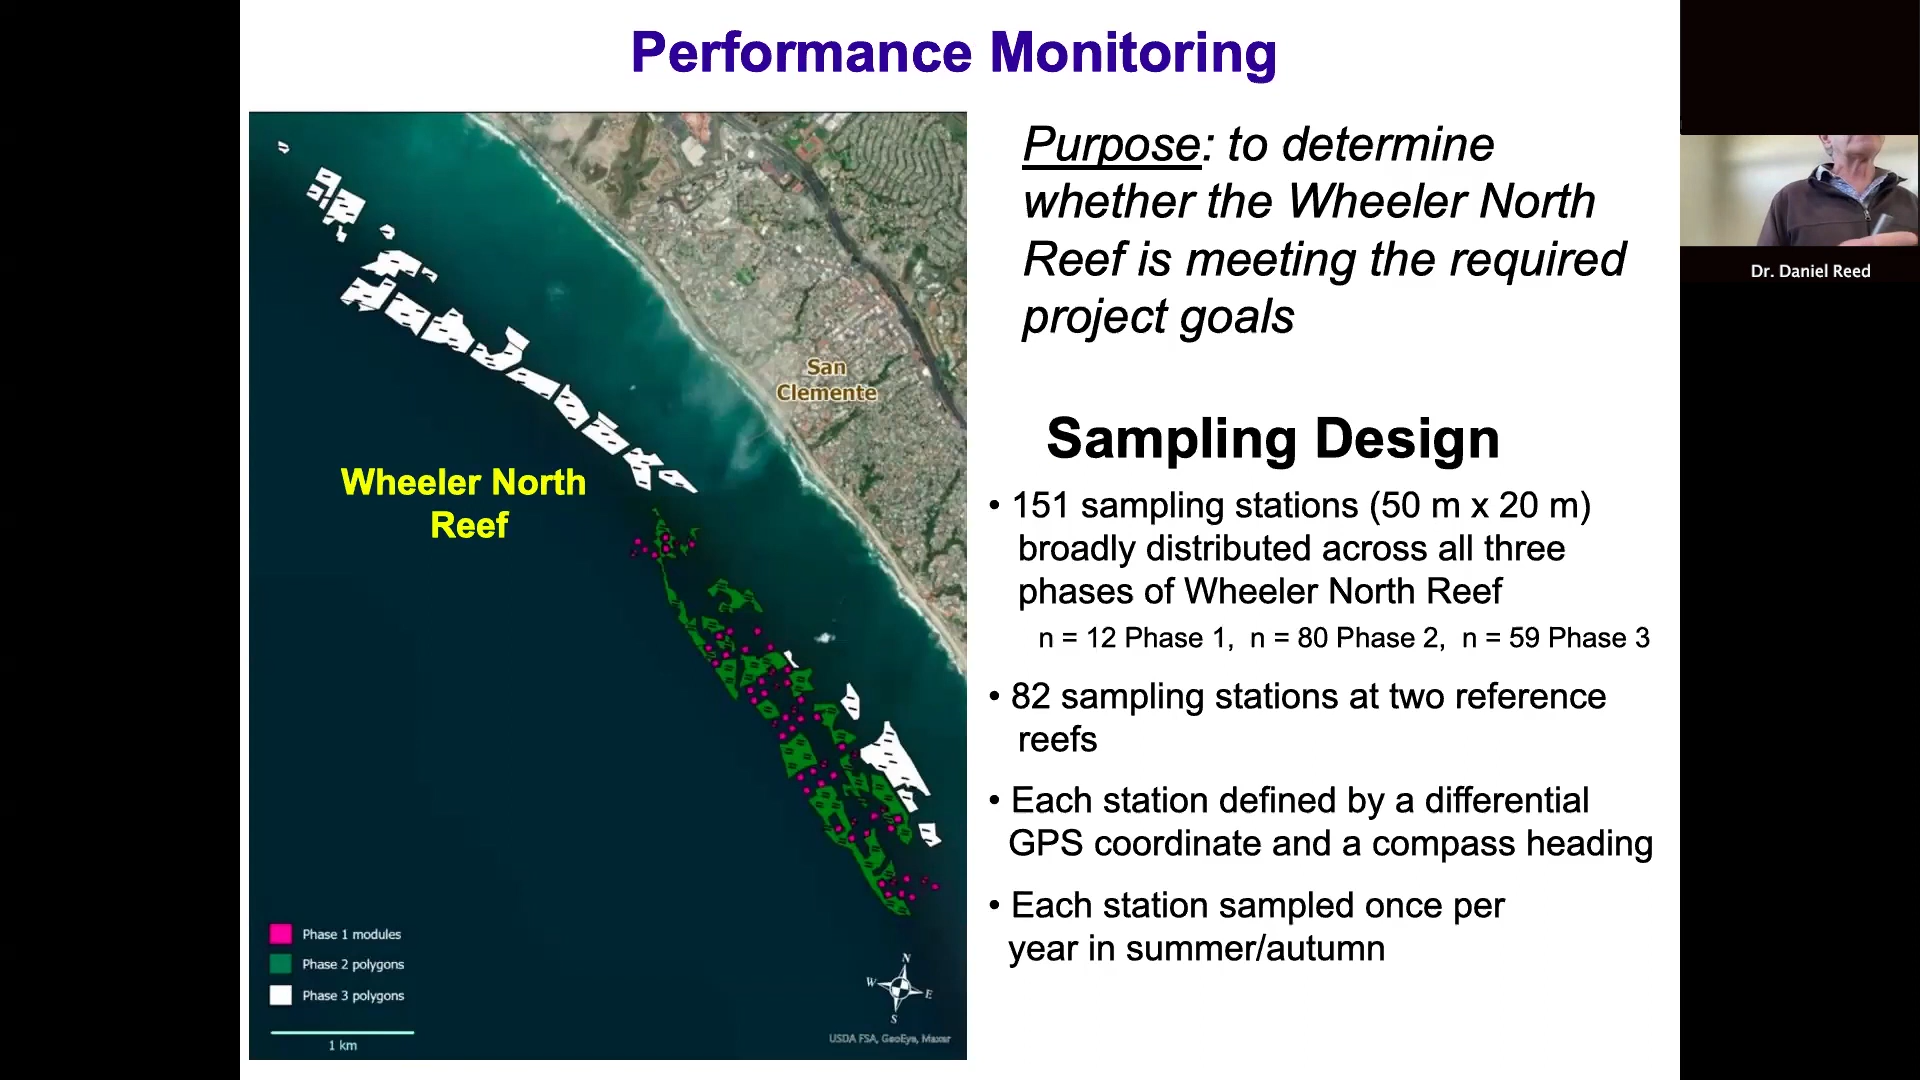 Performance Monitoring
Purpose: to determine
whether the Wheeler North
Reef is meeting the required
project goals
San
Clemente
Wheeler North
Reef
Phase 1 modules
Phase 2 polygons
Phase 3 polygons
1 km
N
W
E
S
USDA FSA, GeoEye, Maxar
Sampling Design
• 151 sampling stations (50 m x 20 m)
broadly distributed across all three
phases of Wheeler North Reef
n = 12 Phase 1, n = 80 Phase 2, n = 59 Phase 3
• 82 sampling stations at two reference
reefs
• Each station defined by a differential
GPS coordinate and a compass heading
• Each station sampled once per
year in summer/autumn
Dr. Daniel Reed